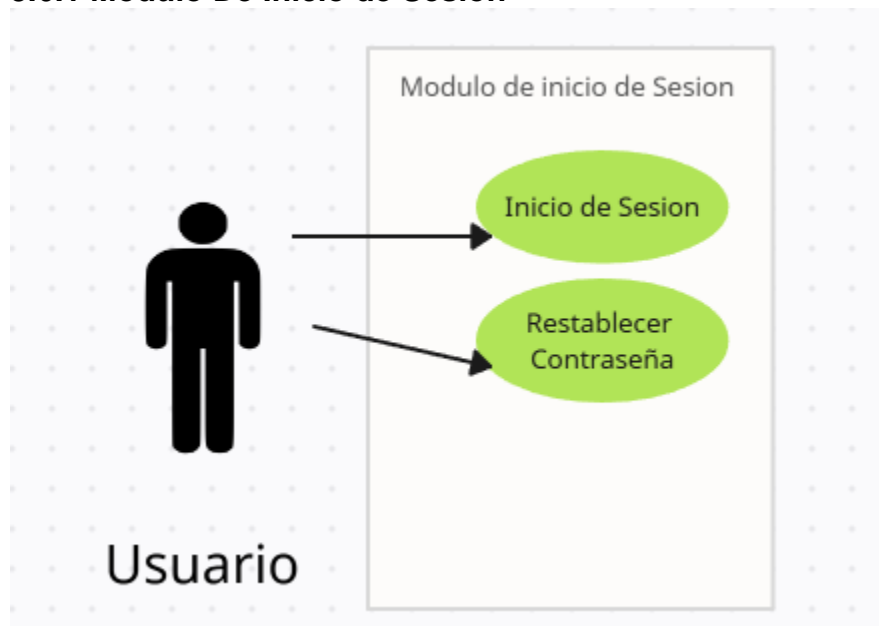 Modulo de inicio de Sesion
Inicio de Sesion
Restablecer
Contraseña
Usuario